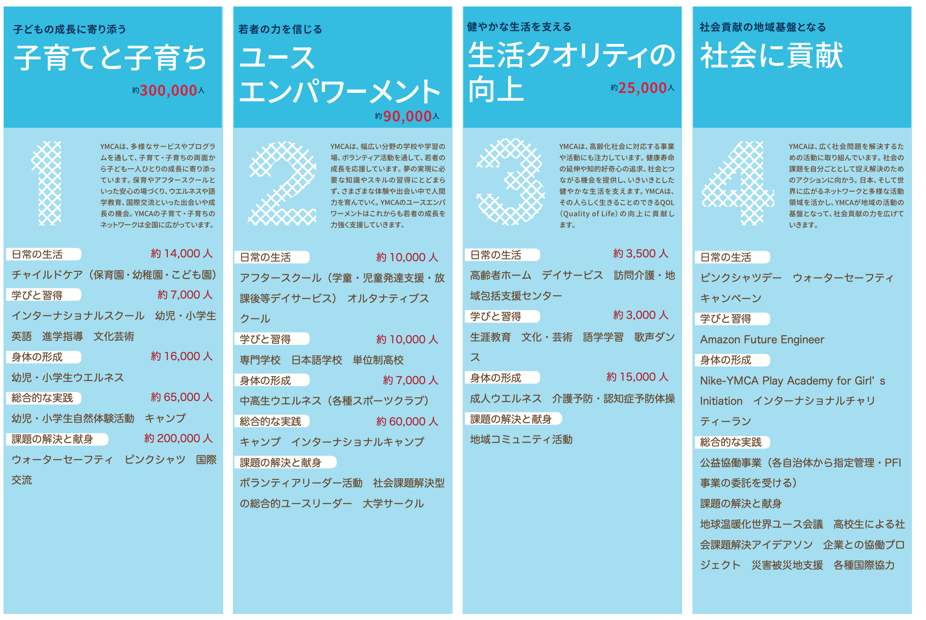 子どもの成長に寄り添う
子育てと子育ち
約300,000人
1
YMCAは、多様なサービスやプログラ
ムを通して、子育て・子育ちの両面か
ら子ども一人ひとりの成長に寄り添っ
ています。保育やアフタースクールと
いった安心の場づくり、ウエルネスや語
学教育、国際交流といった出会いや成
長の機会。YMCAの子育て・子育ちの
ネットワークは全国に広がっています。
日常の生活 約14,000人
チャイルドケア（保育園・幼稚園・こども園）
学びと習得 約7,000人
インターナショナルスクール　幼児・小学生
英語　進学指導　文化芸術
身体の形成 約16,000人
幼児・小学生ウエルネス
総合的な実践 約65,000人
幼児・小学生自然体験活動　キャンプ
課題の解決と献身 約200,000人
ウォーターセーフティ　ピンクシャツ　国際
交流
若者の力を信じる
ユース
エンパワーメント
約90,000人
2
YMCAは、幅広い分野の学校や学習の
場、ボランティア活動を通して、若者の
成長を応援しています。夢の実現に必
要な知識やスキルの習得にとどまら
ず、さまざまな体験や出会い中で人間
力を育んでいく。YMCAのユースエンパ
ワーメントはこれからも若者の成長を
力強く支援していきます。
日常の生活 約10,000人
アフタースクール（学童・児童発達支援・放
課後等デイサービス）　オルタナティブス
クール
学びと習得 約10,000人
専門学校　日本語学校　単位制高校
身体の形成 約7,000人
中高生ウエルネス（各種スポーツクラブ）
総合的な実践 約60,000人
キャンプ　インターナショナルキャンプ
課題の解決と献身
ボランティアリーダー活動　社会課題解決型
の総合的ユースリーダー　大学サークル
健やかな生活を支える
生活クオリティの
向上
約25,000人
3
YMCAは、高齢化社会に対応する事業
や活動にも注力しています。健康寿命
の延伸や知的好奇心の追求、社会とつ
ながる機会を提供し、いきいきとした
健やかな生活を支えます。YMCAは、
その人らしく生きることのできるQOL
（Quality of Life）の向上に貢献し
ます。
日常の生活 約3,500人
高齢者ホーム　デイサービス　訪問介護・地
域包括支援センター
学びと習得 約3,000人
生涯教育　文化・芸術　語学学習　歌声ダン
ス
身体の形成 約15,000人
成人ウエルネス　介護予防・認知症予防体操
課題の解決と献身
地域コミュニティ活動
社会貢献の地域基盤となる
社会に貢献
4
YMCAは、広く社会問題を解決するた
めの活動に取り組んでいます。社会の
課題を自分ごととして捉え解決のため
のアクションに向かう。日本、そして世
界に広がるネットワークと多様な活動
領域を活かし、YMCAが地域の活動の
基盤となって、社会貢献の力を広げて
いきます。
日常の生活
ピンクシャツデー　ウォーターセーフティ
キャンペーン
学びと習得
Amazon Future Engineer
身体の形成
Nike-YMCA Play Academy for Girl’s
Initiation　インターナショナルチャリ
ティーラン
総合的な実践
公益協働事業（各自治体から指定管理・PFI
事業の委託を受ける）
課題の解決と献身
地球温暖化世界ユース会議　高校生による社
会課題解決アイデアソン　企業との協働プロ
ジェクト　災害被災地支援　各種国際協力